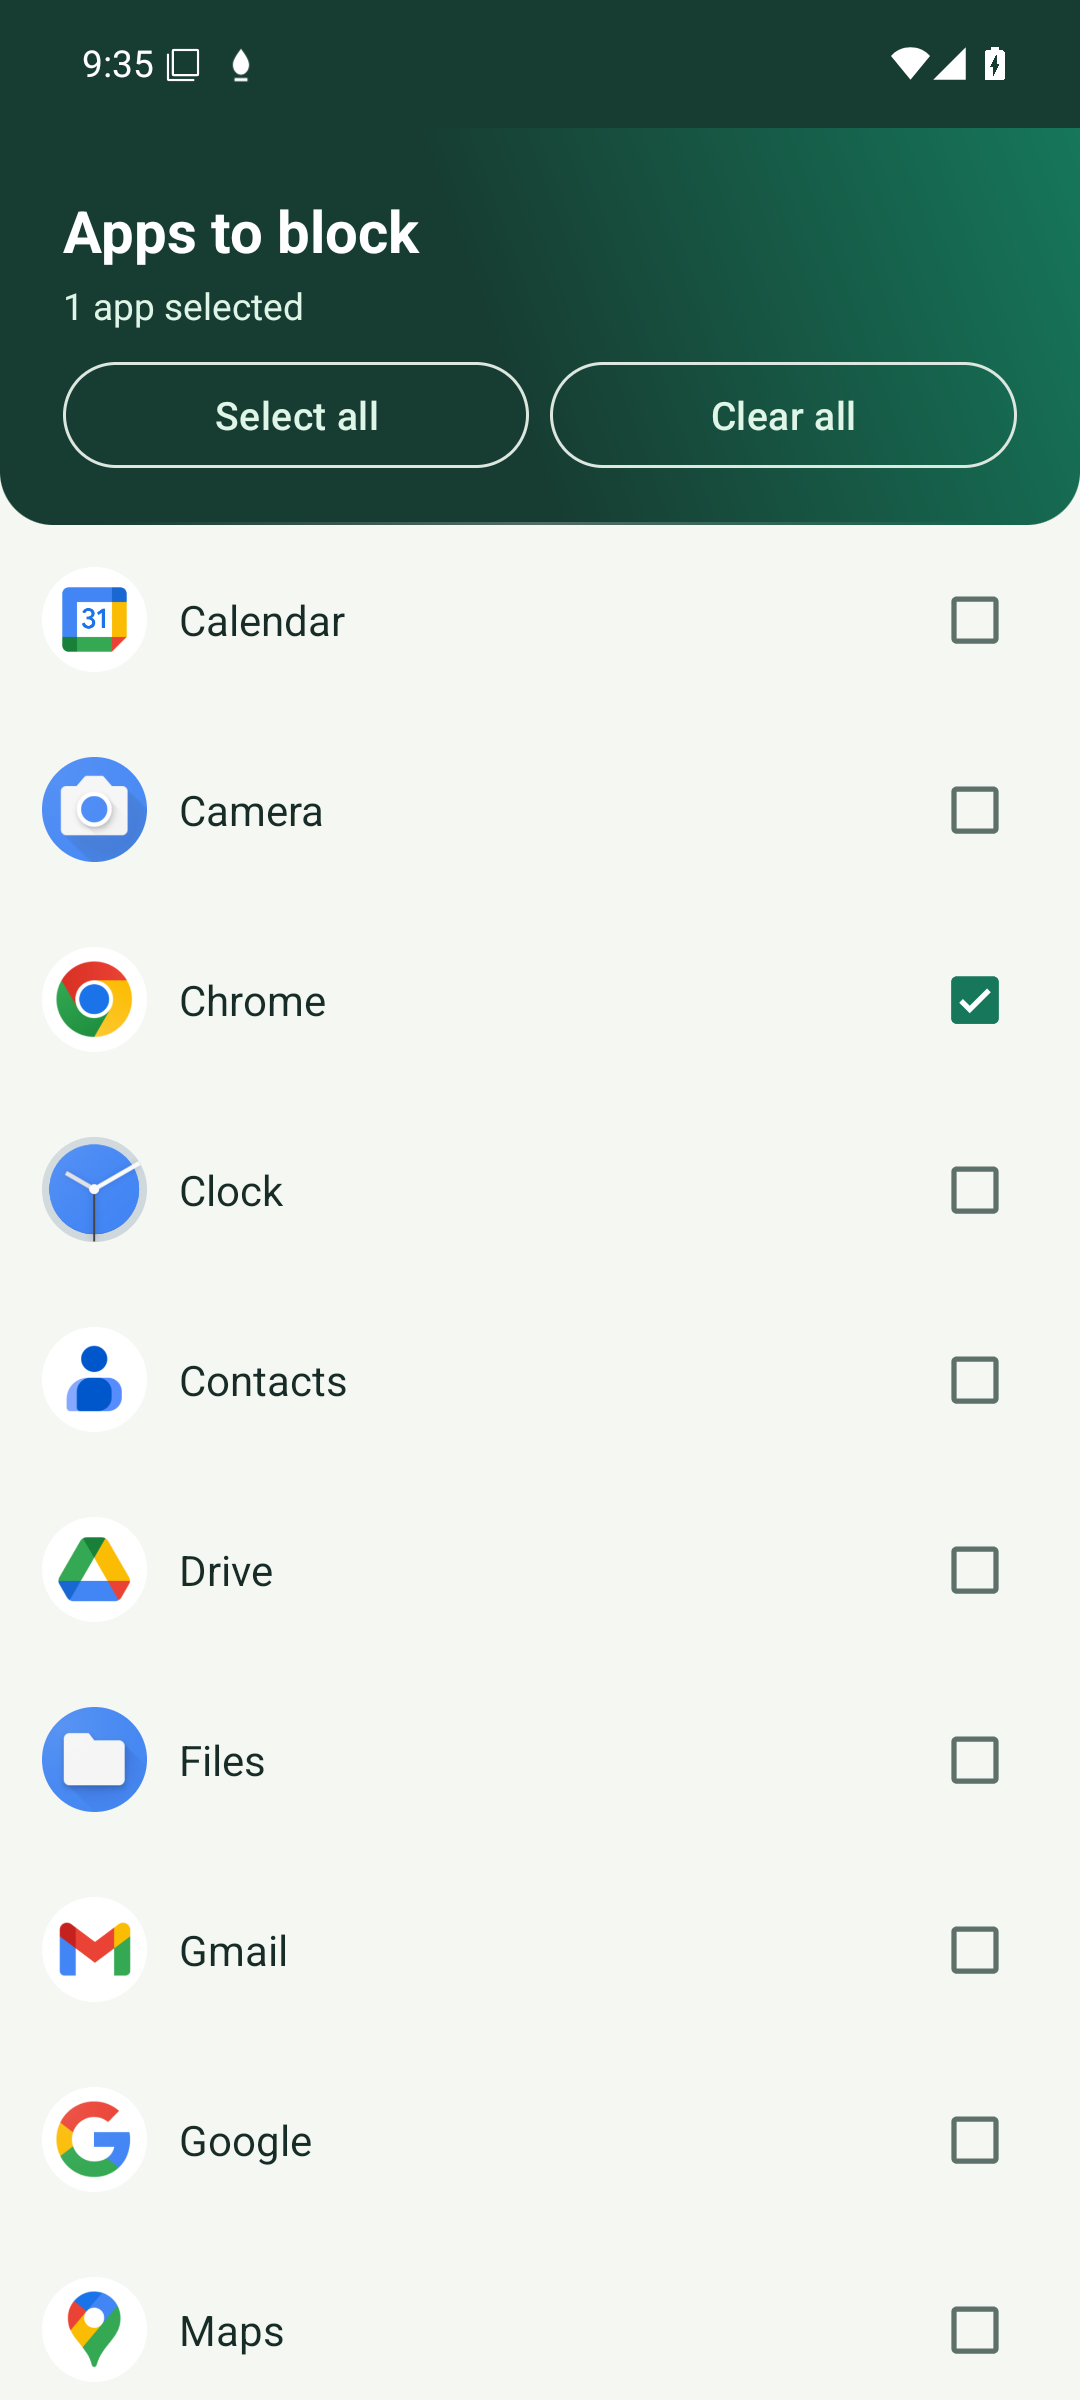 9:35
Apps to block
1 app selected
Select all
Clear all
31
Calendar
Camera
Chrome
Clock
Contacts
Drive
Files
Gmail
Google
Maps